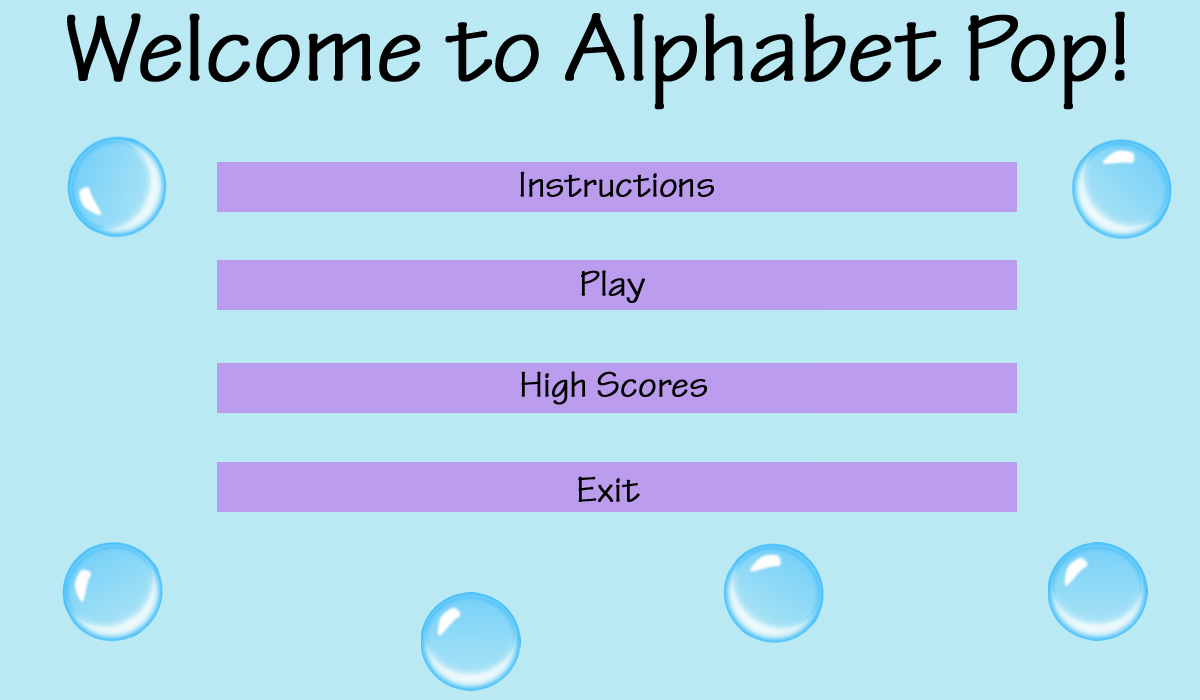 Welcome to Alphabet Pop!
Instructions
Play
High Scores
Exit